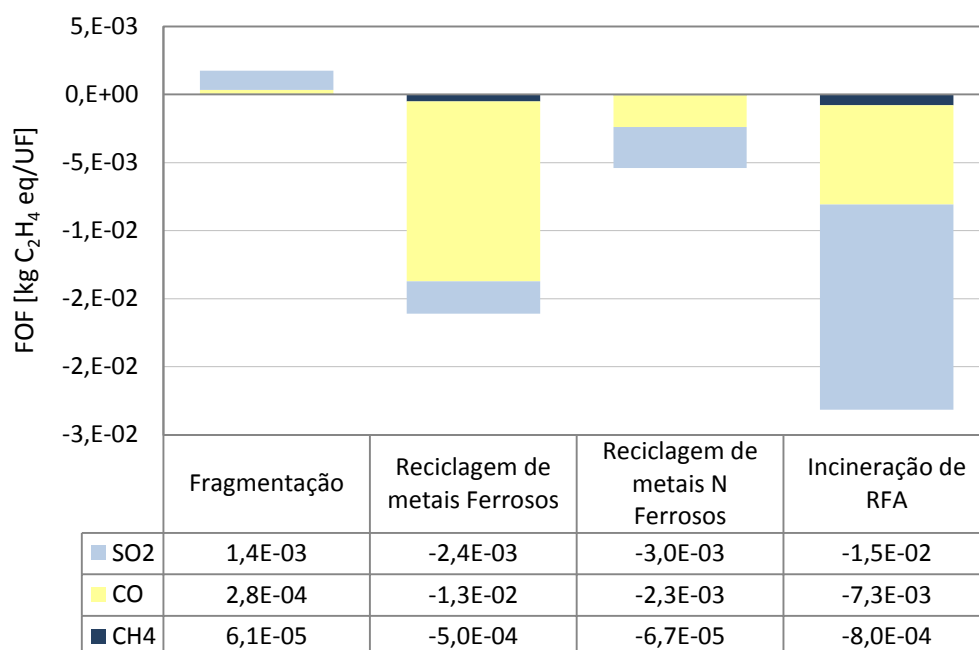 5,E-03
0,E+00
-5,E-03
-1,E-02
-2,E-02
-2,E-02
-3,E-02
FOF [kg C₂H₄ eq/UF]
Fragmentação
Reciclagem de
metais Ferrosos
Reciclagem de
metais N
Ferrosos
Incineração de
RFA
SO2 1,4E-03 -2,4E-03 -3,0E-03 -1,5E-02
CO 2,8E-04 -1,3E-02 -2,3E-03 -7,3E-03
CH4 6,1E-05 -5,0E-04 -6,7E-05 -8,0E-04